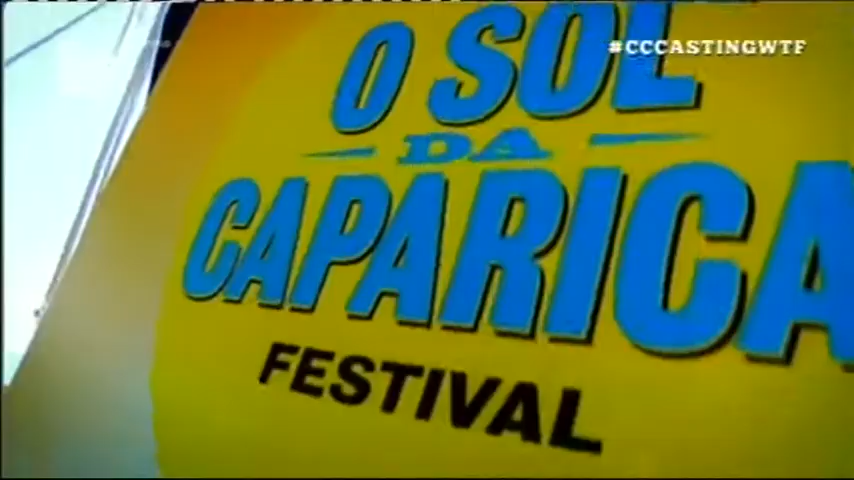 #CCCASTINGWTF
O SOL
DA
CAPARICA
FESTIVAL